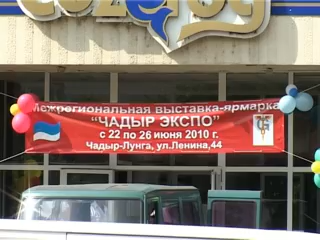 Межрегиональная выставка-ярмарка
"ЧАДЫР ЭКСПО"
с 22 по 26 июня 2010 г.
Чадыр-Лунга, ул.Ленина,44